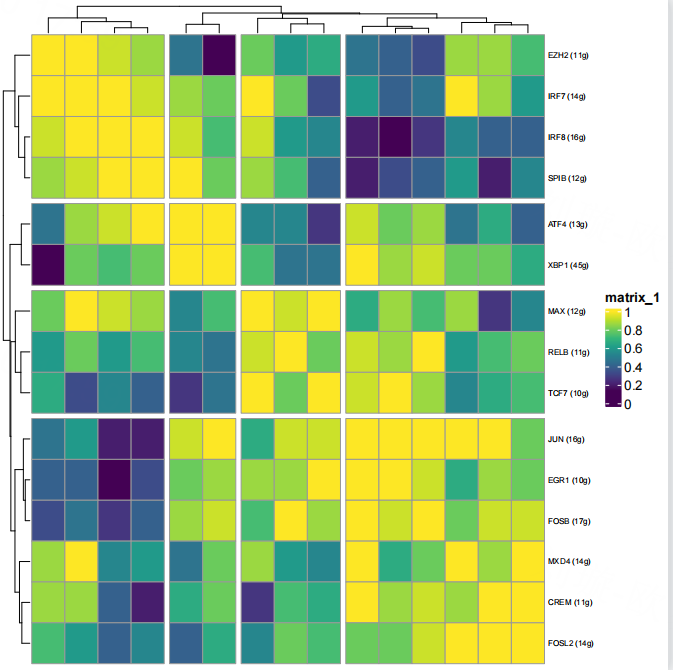 EZH2 (11g)
IRF7 (14g)
IRF8 (16g)
SPIB (12g)
ATF4 (13g)
XBP1 (45g)
MAX (12g)
RELB (11g)
TCF7 (10g)
JUN (16g)
EGR1 (10g)
FOSB (17g)
MXD4 (14g)
CREM (11g)
FOSL2 (14g)
matrix_1
1
0.8
0.6
0.4
0.2
0